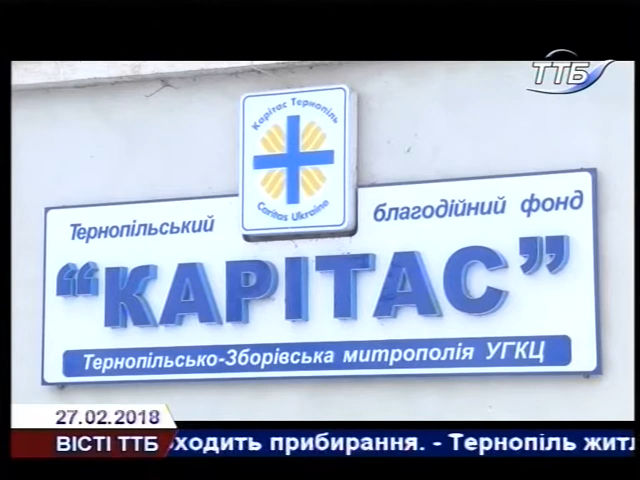 ТТБ
Карітас Тернопіль
Caritas Ukraine
Тернопільський благодійний фонд
“КАРІТАС”
Тернопільсько-Зборівська митрополія УГКЦ
27.02.2018
ВІСТІ ТТБ
ходить прибирання. - Тернопіль житл